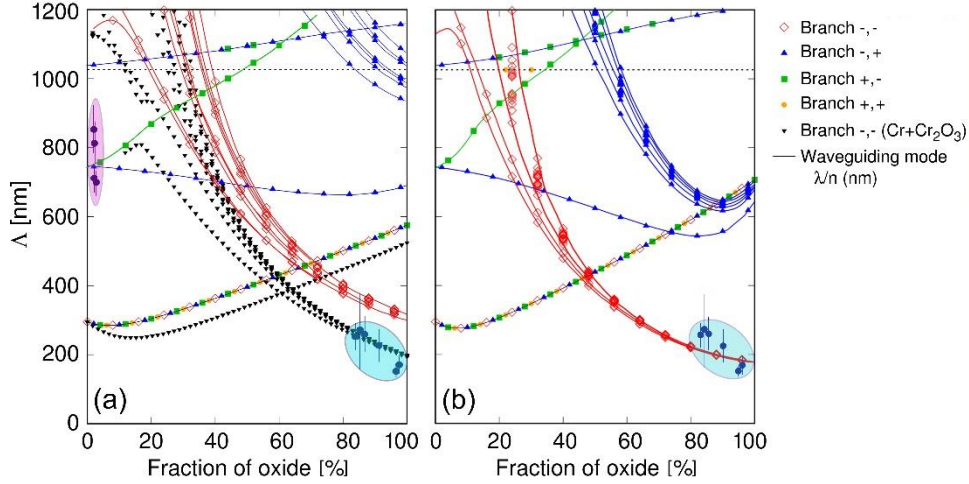 1200
1000
800
600
400
200
0
Λ [nm]
(a)
0 20 40 60 80 100
Fraction of oxide [%]
(b)
0 20 40 60 80 100
Fraction of oxide [%]
Branch -,-
Branch -,+
Branch +,-
Branch +,+
Branch -,- (Cr+Cr₂O₃)
Waveguiding mode
λ/n (nm)